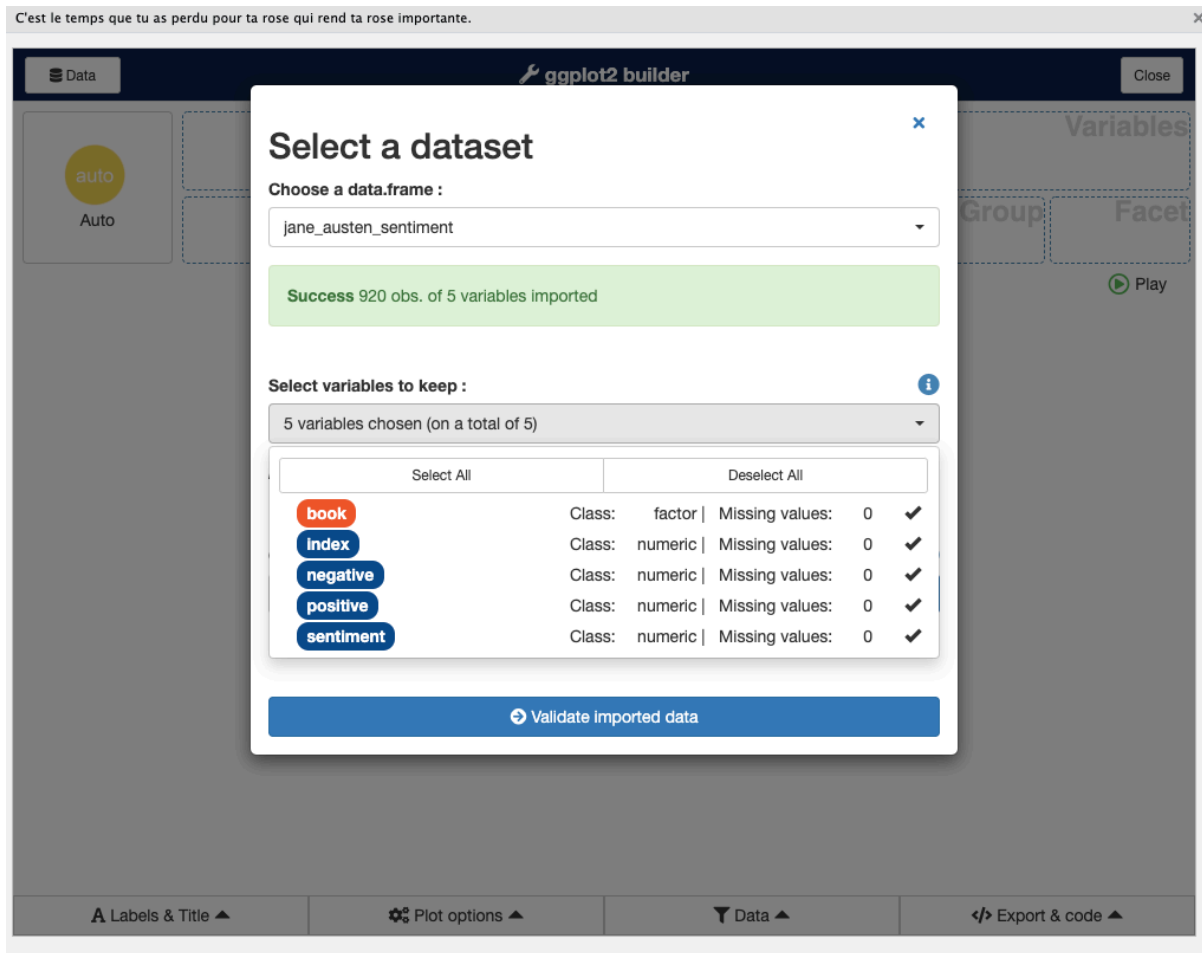 C'est le temps que tu as perdu pour ta rose qui rend ta rose importante.
Data
ggplot2 builder
Close
auto
Auto
Variables
Group
Facet
Play
Select a dataset
Choose a data.frame :
jane_austen_sentiment
Success 920 obs. of 5 variables imported
Select variables to keep :
5 variables chosen (on a total of 5)
Select All Deselect All
book Class: factor | Missing values: 0
index Class: numeric | Missing values: 0
negative Class: numeric | Missing values: 0
positive Class: numeric | Missing values: 0
sentiment Class: numeric | Missing values: 0
Validate imported data
Labels & Title Plot options Data Export & code